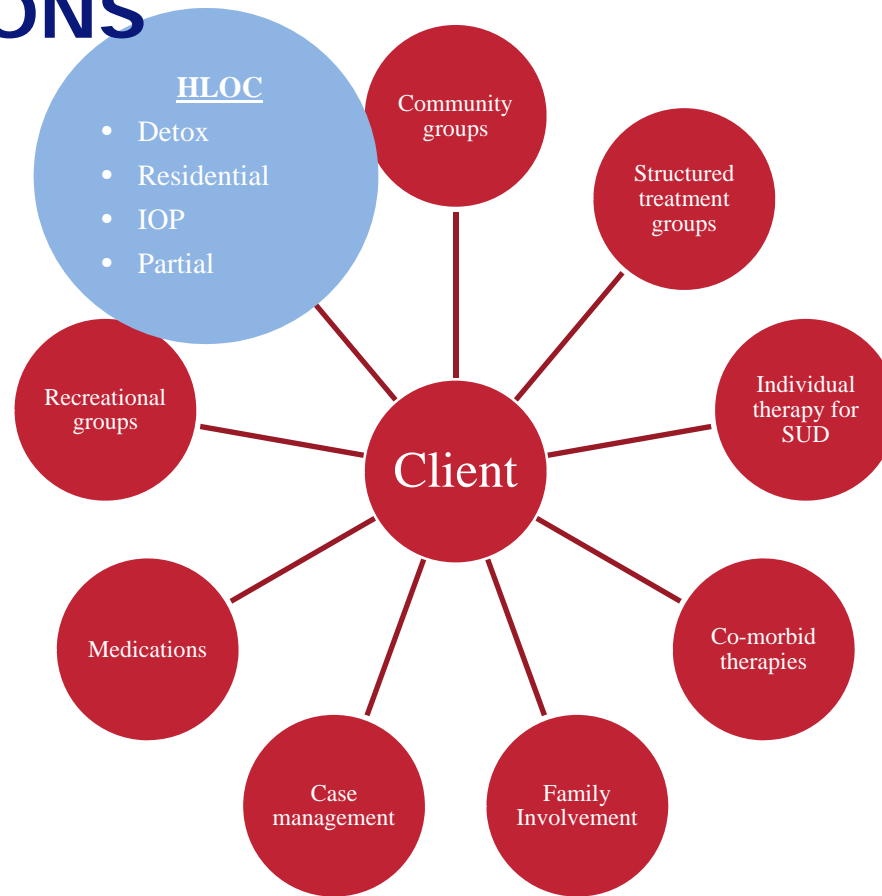 ONS
HLOC
• Detox
• Residential
• IOP
• Partial
Community
groups
Structured
treatment
groups
Individual
therapy for
SUD
Co-morbid
therapies
Family
Involvement
Case
management
Medications
Recreational
groups
Client